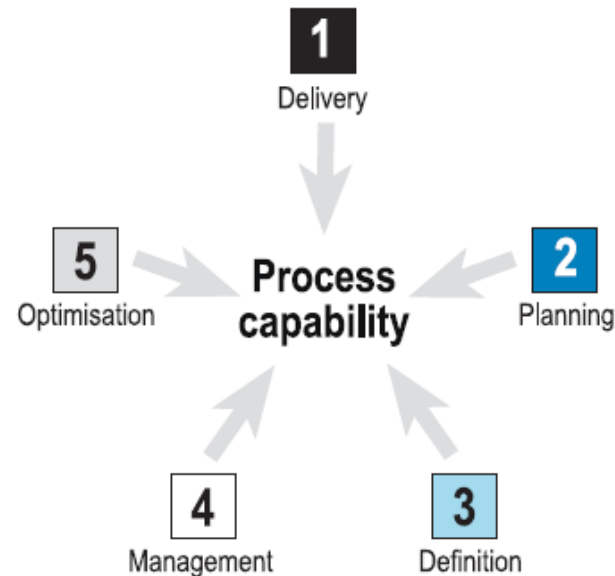 1
Delivery
2
Planning
3
Definition
4
Management
5
Optimisation
Process
capability